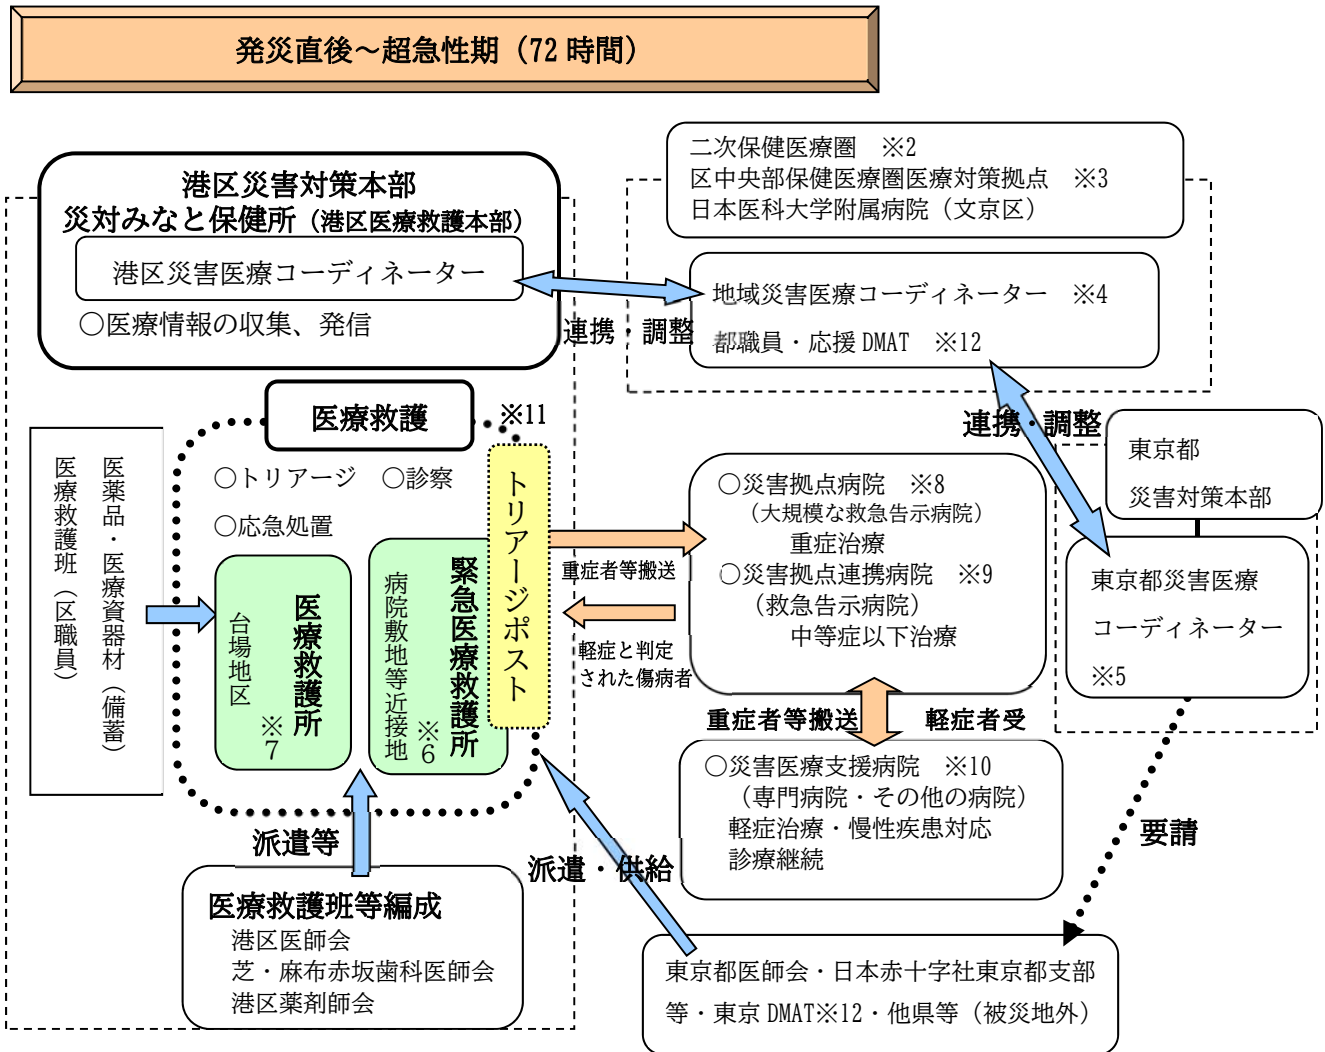 発災直後～超急性期（72時間）
港区災害対策本部
災対みなと保健所（港区医療救護本部）
港区災害医療コーディネーター
○医療情報の収集、発信
二次保健医療圏　※2
区中央部保健医療圏医療対策拠点　※3
日本医科大学附属病院（文京区）
地域災害医療コーディネーター　※4
都職員・応援DMAT　※12
連携・調整
連携・調整
東京都
災害対策本部
東京都災害医療
コーディネーター
※5
医療救護
※11
○トリアージ　○診察
○応急処置
トリアージポスト
緊急医療救護所
病院敷地等近接地
※6
医療救護所
台場地区
※7
医薬品・医療資器材（備蓄）
医療救護班（区職員）
重症者等搬送
軽症と判定
された傷病者
○災害拠点病院　※8
（大規模な救急告示病院）
重症治療
○災害拠点連携病院　※9
（救急告示病院）
中等症以下治療
重症者等搬送
軽症者受
○災害医療支援病院　※10
（専門病院・その他の病院）
軽症治療・慢性疾患対応
診療継続
要請
派遣等
派遣・供給
医療救護班等編成
港区医師会
芝・麻布赤坂歯科医師会
港区薬剤師会
東京都医師会・日本赤十字社東京都支部
等・東京DMAT※12・他県等（被災地外）